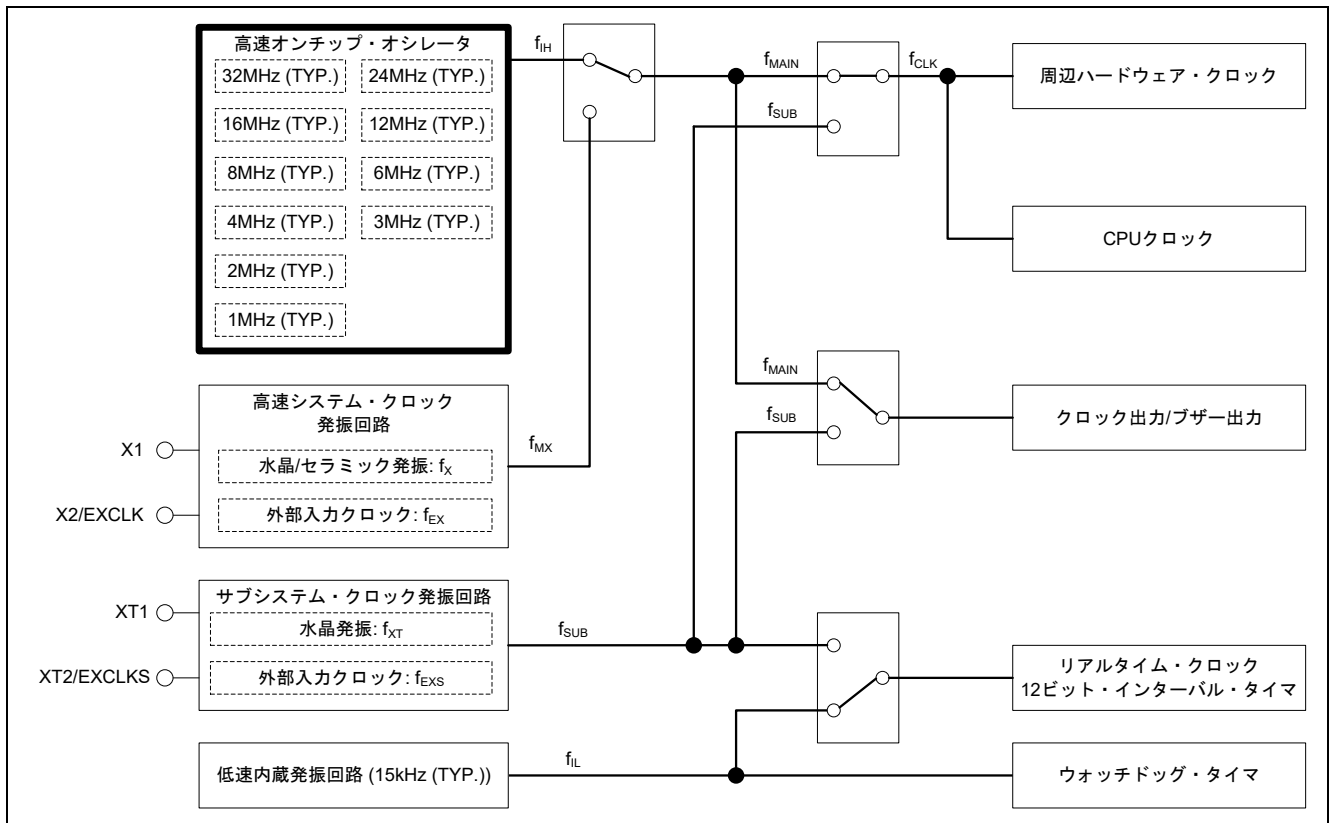 高速オンチップ・オシレータ
32MHz (TYP.) 24MHz (TYP.)
16MHz (TYP.) 12MHz (TYP.)
8MHz (TYP.) 6MHz (TYP.)
4MHz (TYP.) 3MHz (TYP.)
2MHz (TYP.)
1MHz (TYP.)
fIH
fMAIN
fSUB
fCLK
周辺ハードウェア・クロック
CPUクロック
X1
X2/EXCLK
高速システム・クロック
発振回路
水晶/セラミック発振: fX
外部入力クロック: fEX
fMX
fMAIN
fSUB
クロック出力/ブザー出力
XT1
XT2/EXCLKS
サブシステム・クロック発振回路
水晶発振: fXT
外部入力クロック: fEXS
fSUB
リアルタイム・クロック
12ビット・インターバル・タイマ
低速内蔵発振回路 (15kHz (TYP.))
fIL
ウォッチドッグ・タイマ